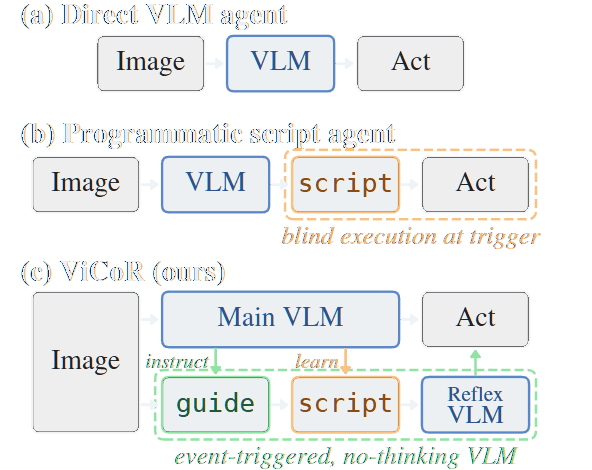 (a) Direct VLM agent
Image VLM Act
(b) Programmatic script agent
Image VLM script Act
blind execution at trigger
(c) ViCoR (ours)
Main VLM Act
Image
instruct learn
guide script Reflex VLM
event-triggered, no-thinking VLM